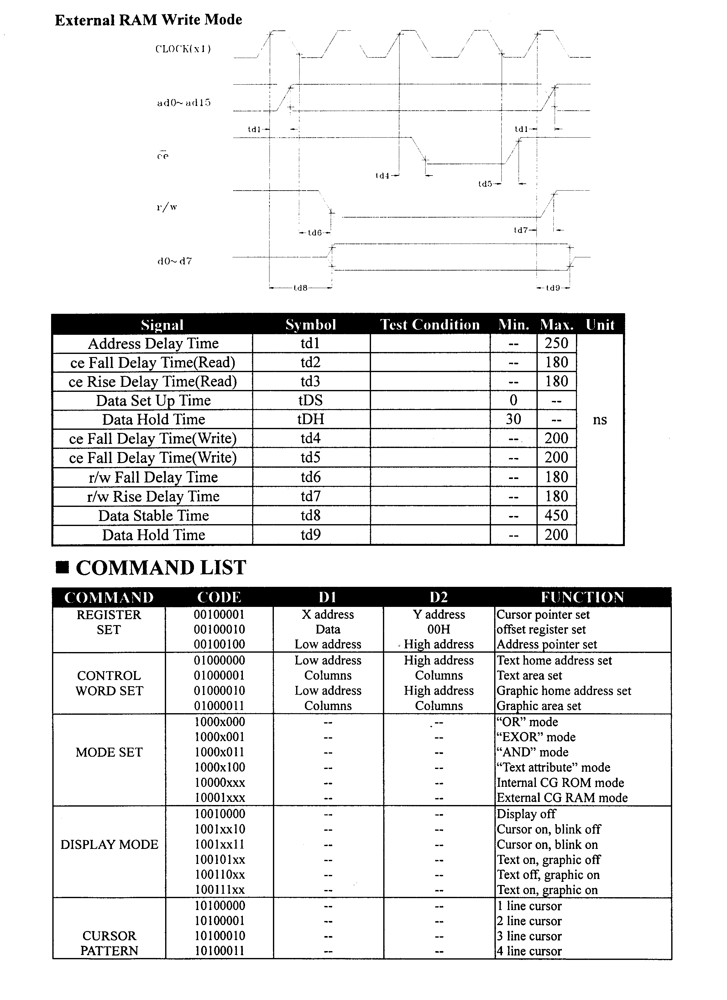 External RAM Write Mode
CLOCK(x1)
ad0~ad15
td1 td1
ce
td4
td5
r/w
td6 td7
d0~d7
td8 td9
Signal Symbol Test Condition Min. Max. Unit
Address Delay Time td1 -- 250
ce Fall Delay Time(Read) td2 -- 180
ce Rise Delay Time(Read) td3 -- 180
Data Set Up Time tDS 0 --
Data Hold Time tDH 30 -- ns
ce Fall Delay Time(Write) td4 -- 200
ce Fall Delay Time(Write) td5 -- 200
r/w Fall Delay Time td6 -- 180
r/w Rise Delay Time td7 -- 180
Data Stable Time td8 -- 450
Data Hold Time td9 -- 200
■ COMMAND LIST
COMMAND CODE D1 D2 FUNCTION
REGISTER 00100001 X address Y address Cursor pointer set
SET 00100010 Data 00H offset register set
00100100 Low address High address Address pointer set
01000000 Low address High address Text home address set
CONTROL 01000001 Columns Columns Text area set
WORD SET 01000010 Low address High address Graphic home address set
01000011 Columns Columns Graphic area set
1000x000 -- -- “OR” mode
1000x001 -- -- “EXOR” mode
MODE SET 1000x011 -- -- “AND” mode
1000x100 -- -- “Text attribute” mode
10000xxx -- -- Internal CG ROM mode
10001xxx -- -- External CG RAM mode
10010000 -- -- Display off
1001xx10 -- -- Cursor on, blink off
DISPLAY MODE 1001xx11 -- -- Cursor on, blink on
100101xx -- -- Text on, graphic off
100110xx -- -- Text off, graphic on
100111xx -- -- Text on, graphic on
10100000 -- -- 1 line cursor
10100001 -- -- 2 line cursor
CURSOR 10100010 -- -- 3 line cursor
PATTERN 10100011 -- -- 4 line cursor